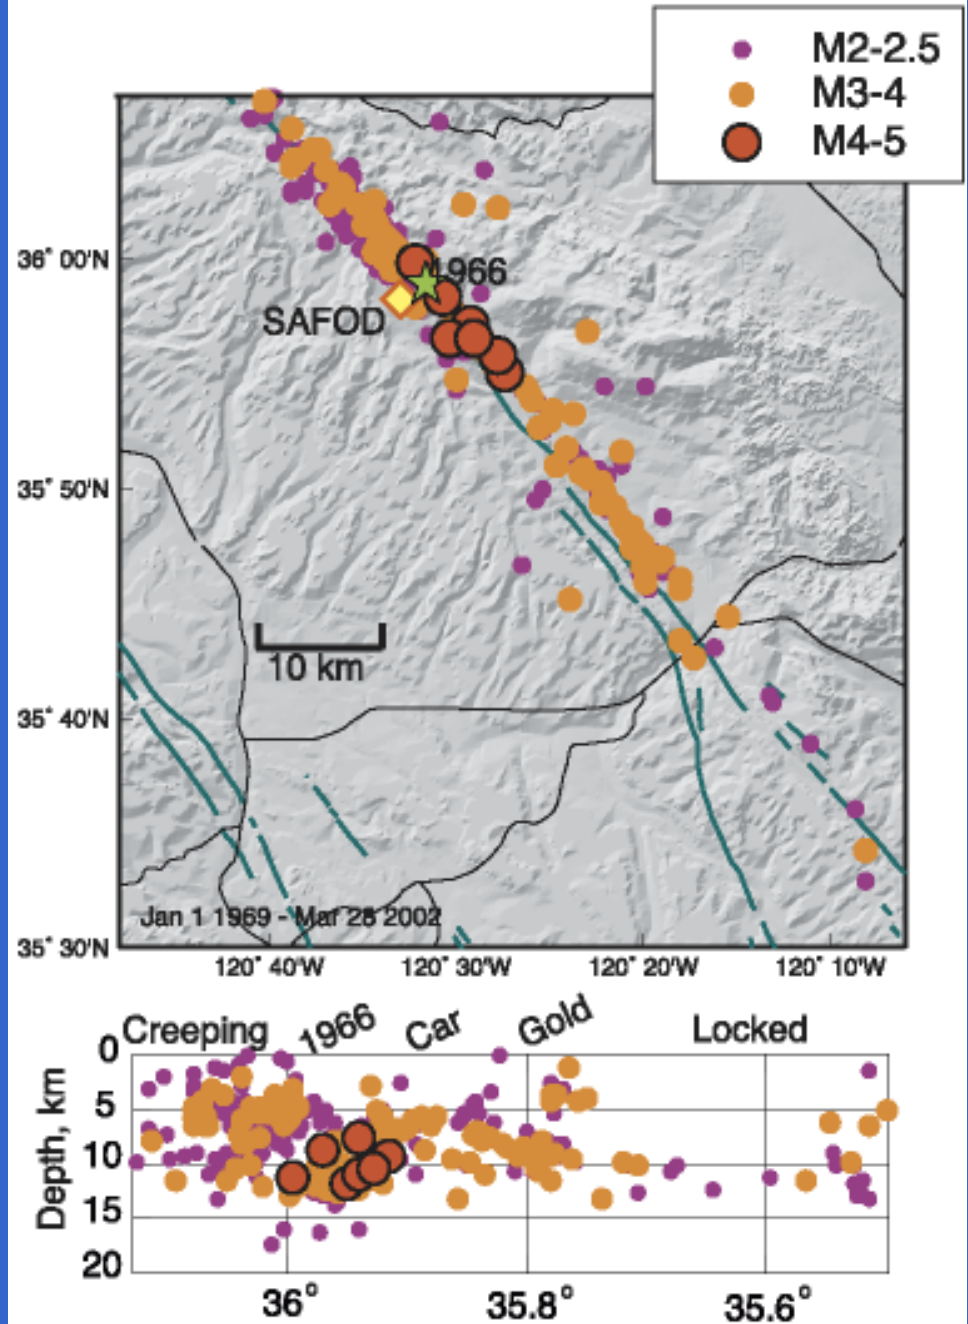 M2-2.5
M3-4
M4-5
36° 00'N
1966
SAFOD
35° 50'N
10 km
35° 40'N
Jan 1 1969 - Mar 28 2002
35° 30'N
120° 40'W 120° 30'W 120° 20'W 120° 10'W
Creeping 1966 Car Gold Locked
Depth, km
0
5
10
15
20
36° 35.8° 35.6°